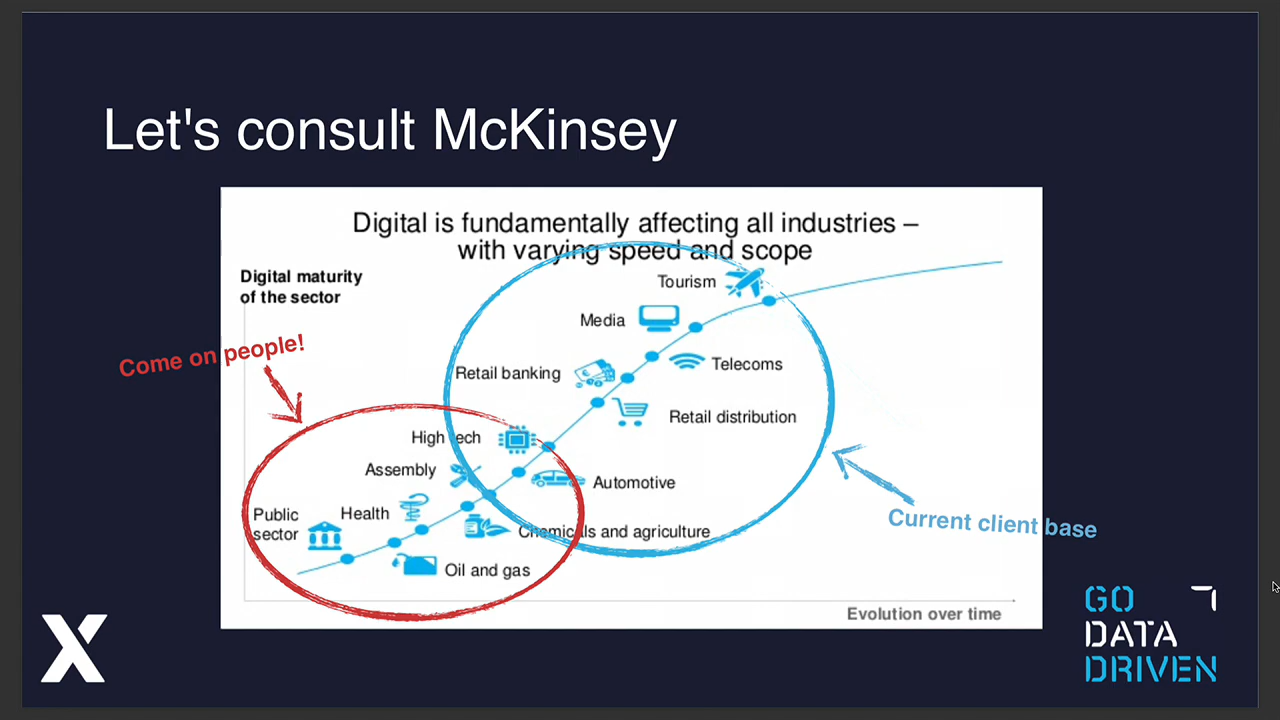 Let's consult McKinsey
Digital is fundamentally affecting all industries –
with varying speed and scope
Digital maturity
of the sector
Tourism
Media
Come on people!
Telecoms
Retail banking
Retail distribution
High tech
Assembly
Automotive
Health
Public
sector
Chemicals and agriculture
Current client base
Oil and gas
Evolution over time
X
GO
DATA
DRIVEN